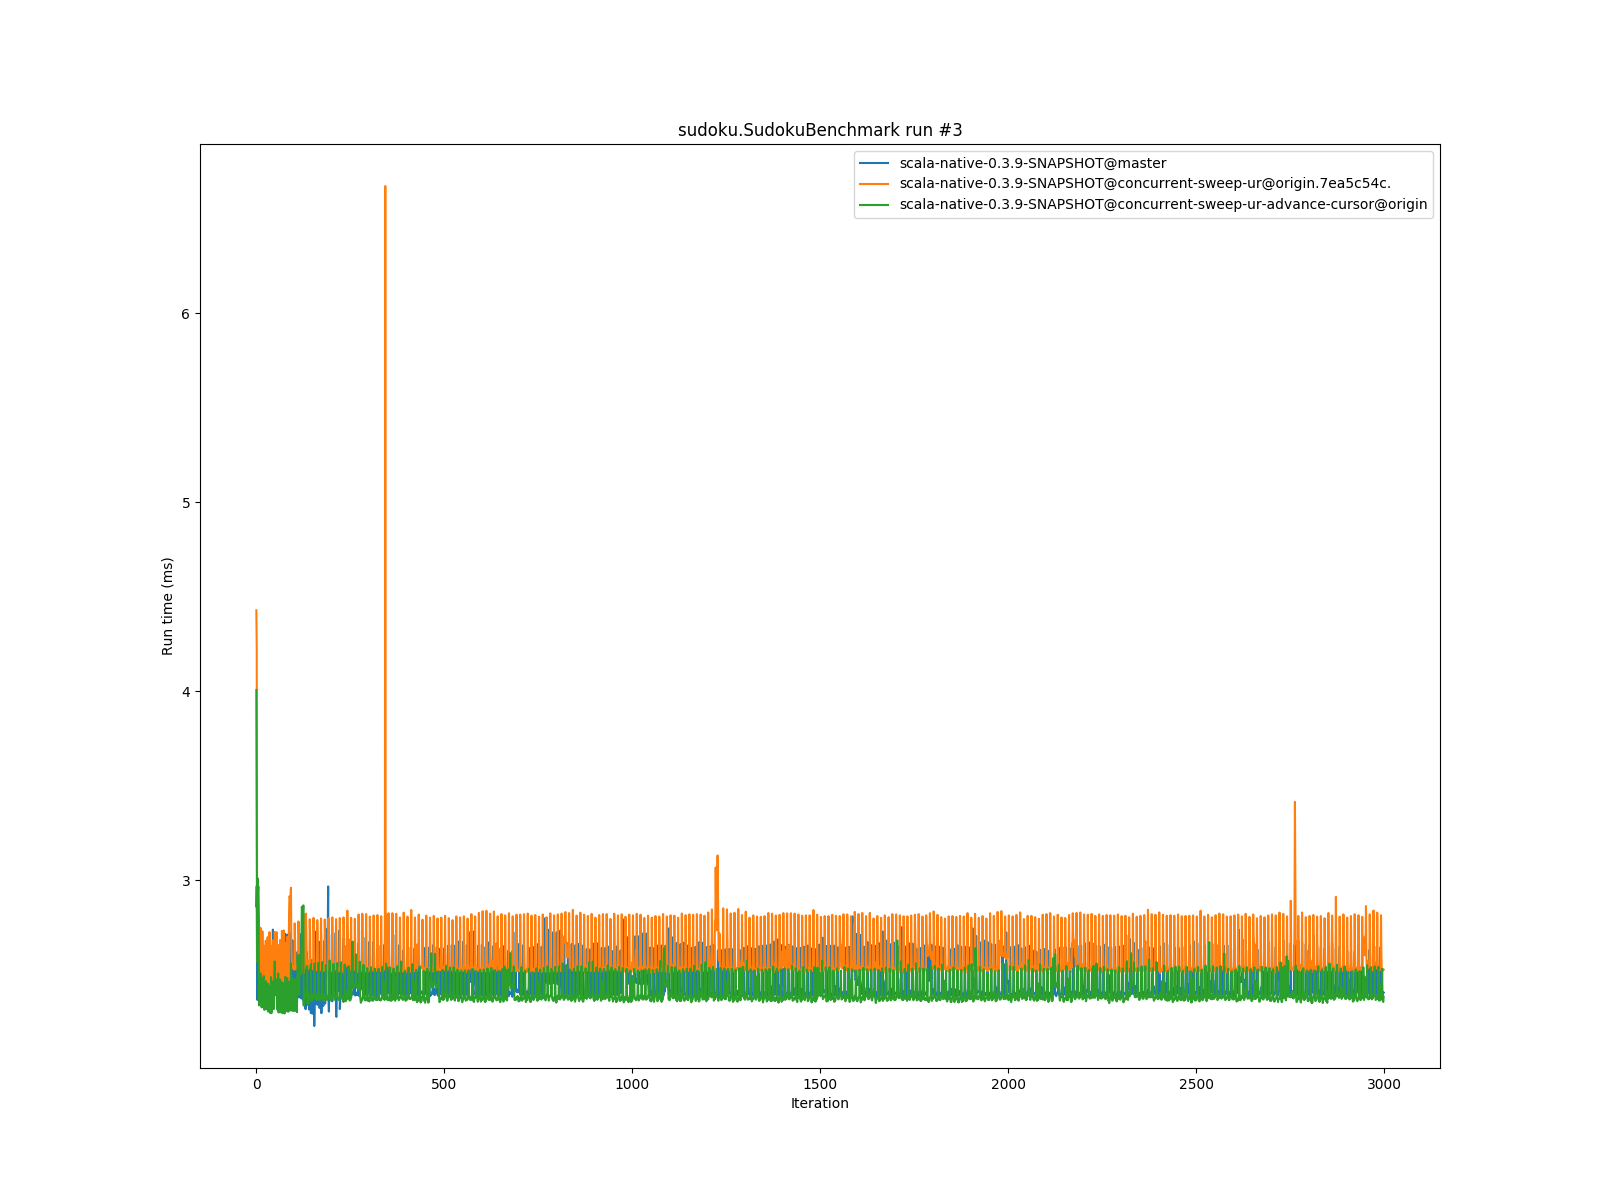 sudoku.SudokuBenchmark run #3
scala-native-0.3.9-SNAPSHOT@master
scala-native-0.3.9-SNAPSHOT@concurrent-sweep-ur@origin.7ea5c54c.
scala-native-0.3.9-SNAPSHOT@concurrent-sweep-ur-advance-cursor@origin
6
5
4
3
Run time (ms)
0 500 1000 1500 2000 2500 3000
Iteration